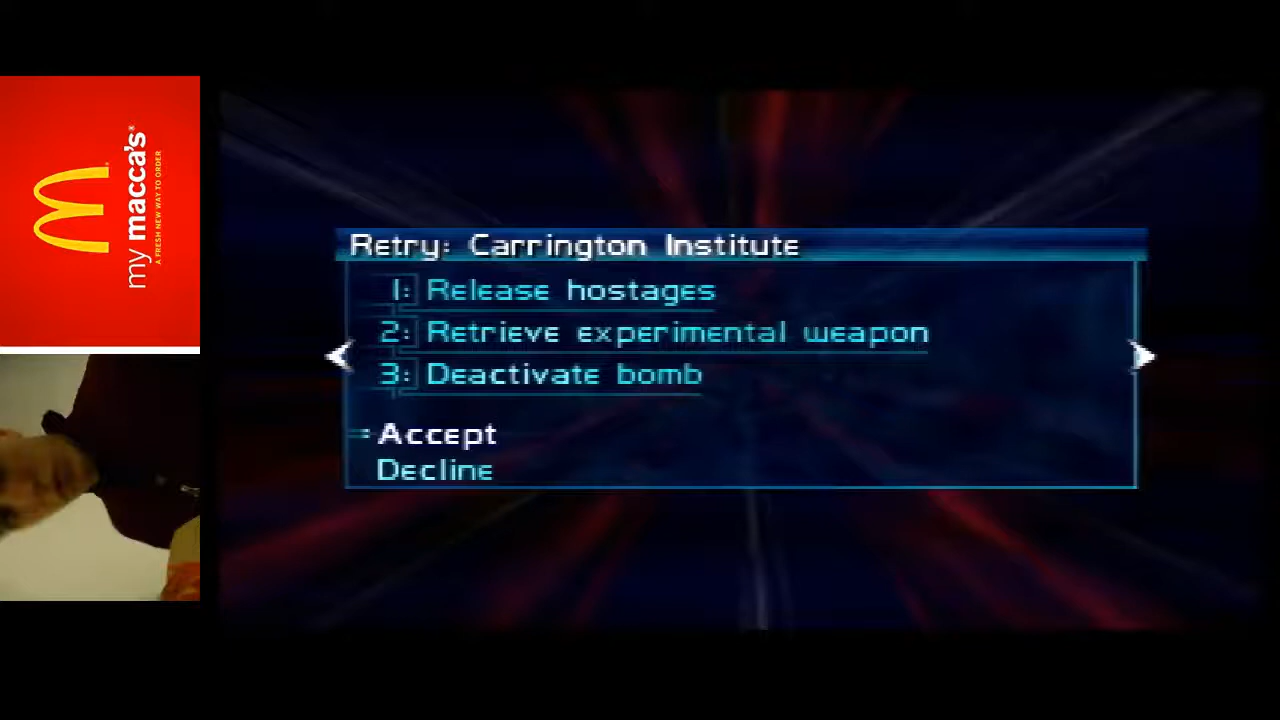 my macca's®
A FRESH NEW WAY TO ORDER
Retry: Carrington Institute
1: Release hostages
2: Retrieve experimental weapon
3: Deactivate bomb
Accept
Decline